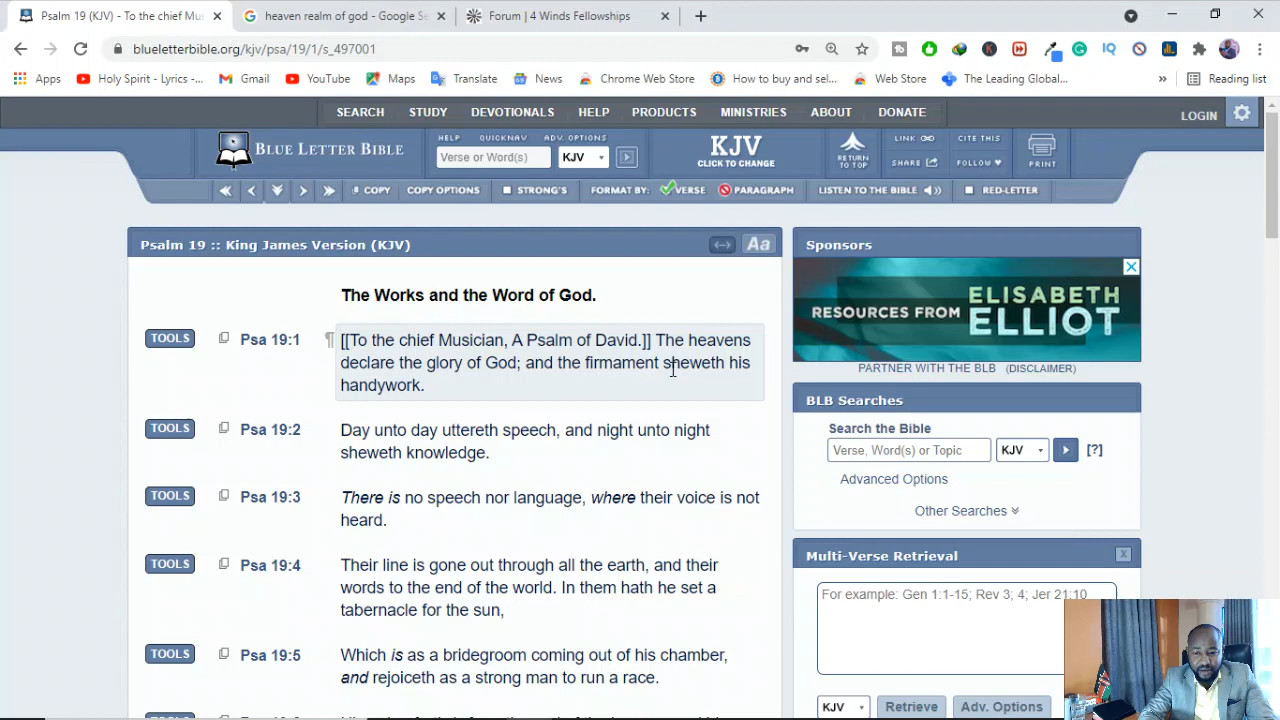 Psalm 19 (KJV) - To the chief Mus
heaven realm of god - Google Se
Forum | 4 Winds Fellowships
blueletterbible.org/kjv/psa/19/1/s_497001
Apps
Holy Spirit - Lyrics -...
Gmail
YouTube
Maps
Translate
News
Chrome Web Store
How to buy and sel...
Web Store
The Leading Global...
Reading list
SEARCH STUDY DEVOTIONALS HELP PRODUCTS MINISTRIES ABOUT DONATE
LOGIN
BLUE LETTER BIBLE
HELP QUICKNAV ADV. OPTIONS
Verse or Word(s) KJV
KJV
CLICK TO CHANGE
RETURN
TO TOP
LINK
SHARE
CITE THIS
FOLLOW
PRINT
COPY COPY OPTIONS STRONG'S FORMAT BY: VERSE PARAGRAPH LISTEN TO THE BIBLE RED-LETTER
Psalm 19 :: King James Version (KJV)
Aa
The Works and the Word of God.
TOOLS Psa 19:1 ¶ [[To the chief Musician, A Psalm of David.]] The heavens
declare the glory of God; and the firmament sheweth his
handywork.
TOOLS Psa 19:2 Day unto day uttereth speech, and night unto night
sheweth knowledge.
TOOLS Psa 19:3 There is no speech nor language, where their voice is not
heard.
TOOLS Psa 19:4 Their line is gone out through all the earth, and their
words to the end of the world. In them hath he set a
tabernacle for the sun,
TOOLS Psa 19:5 Which is as a bridegroom coming out of his chamber,
and rejoiceth as a strong man to run a race.
Sponsors
RESOURCES FROM ELISABETH
ELLIOT
PARTNER WITH THE BLB (DISCLAIMER)
BLB Searches
Search the Bible
Verse, Word(s) or Topic KJV [?]
Advanced Options
Other Searches
Multi-Verse Retrieval
For example: Gen 1:1-15; Rev 3; 4; Jer 21:10
KJV Retrieve Adv. Options